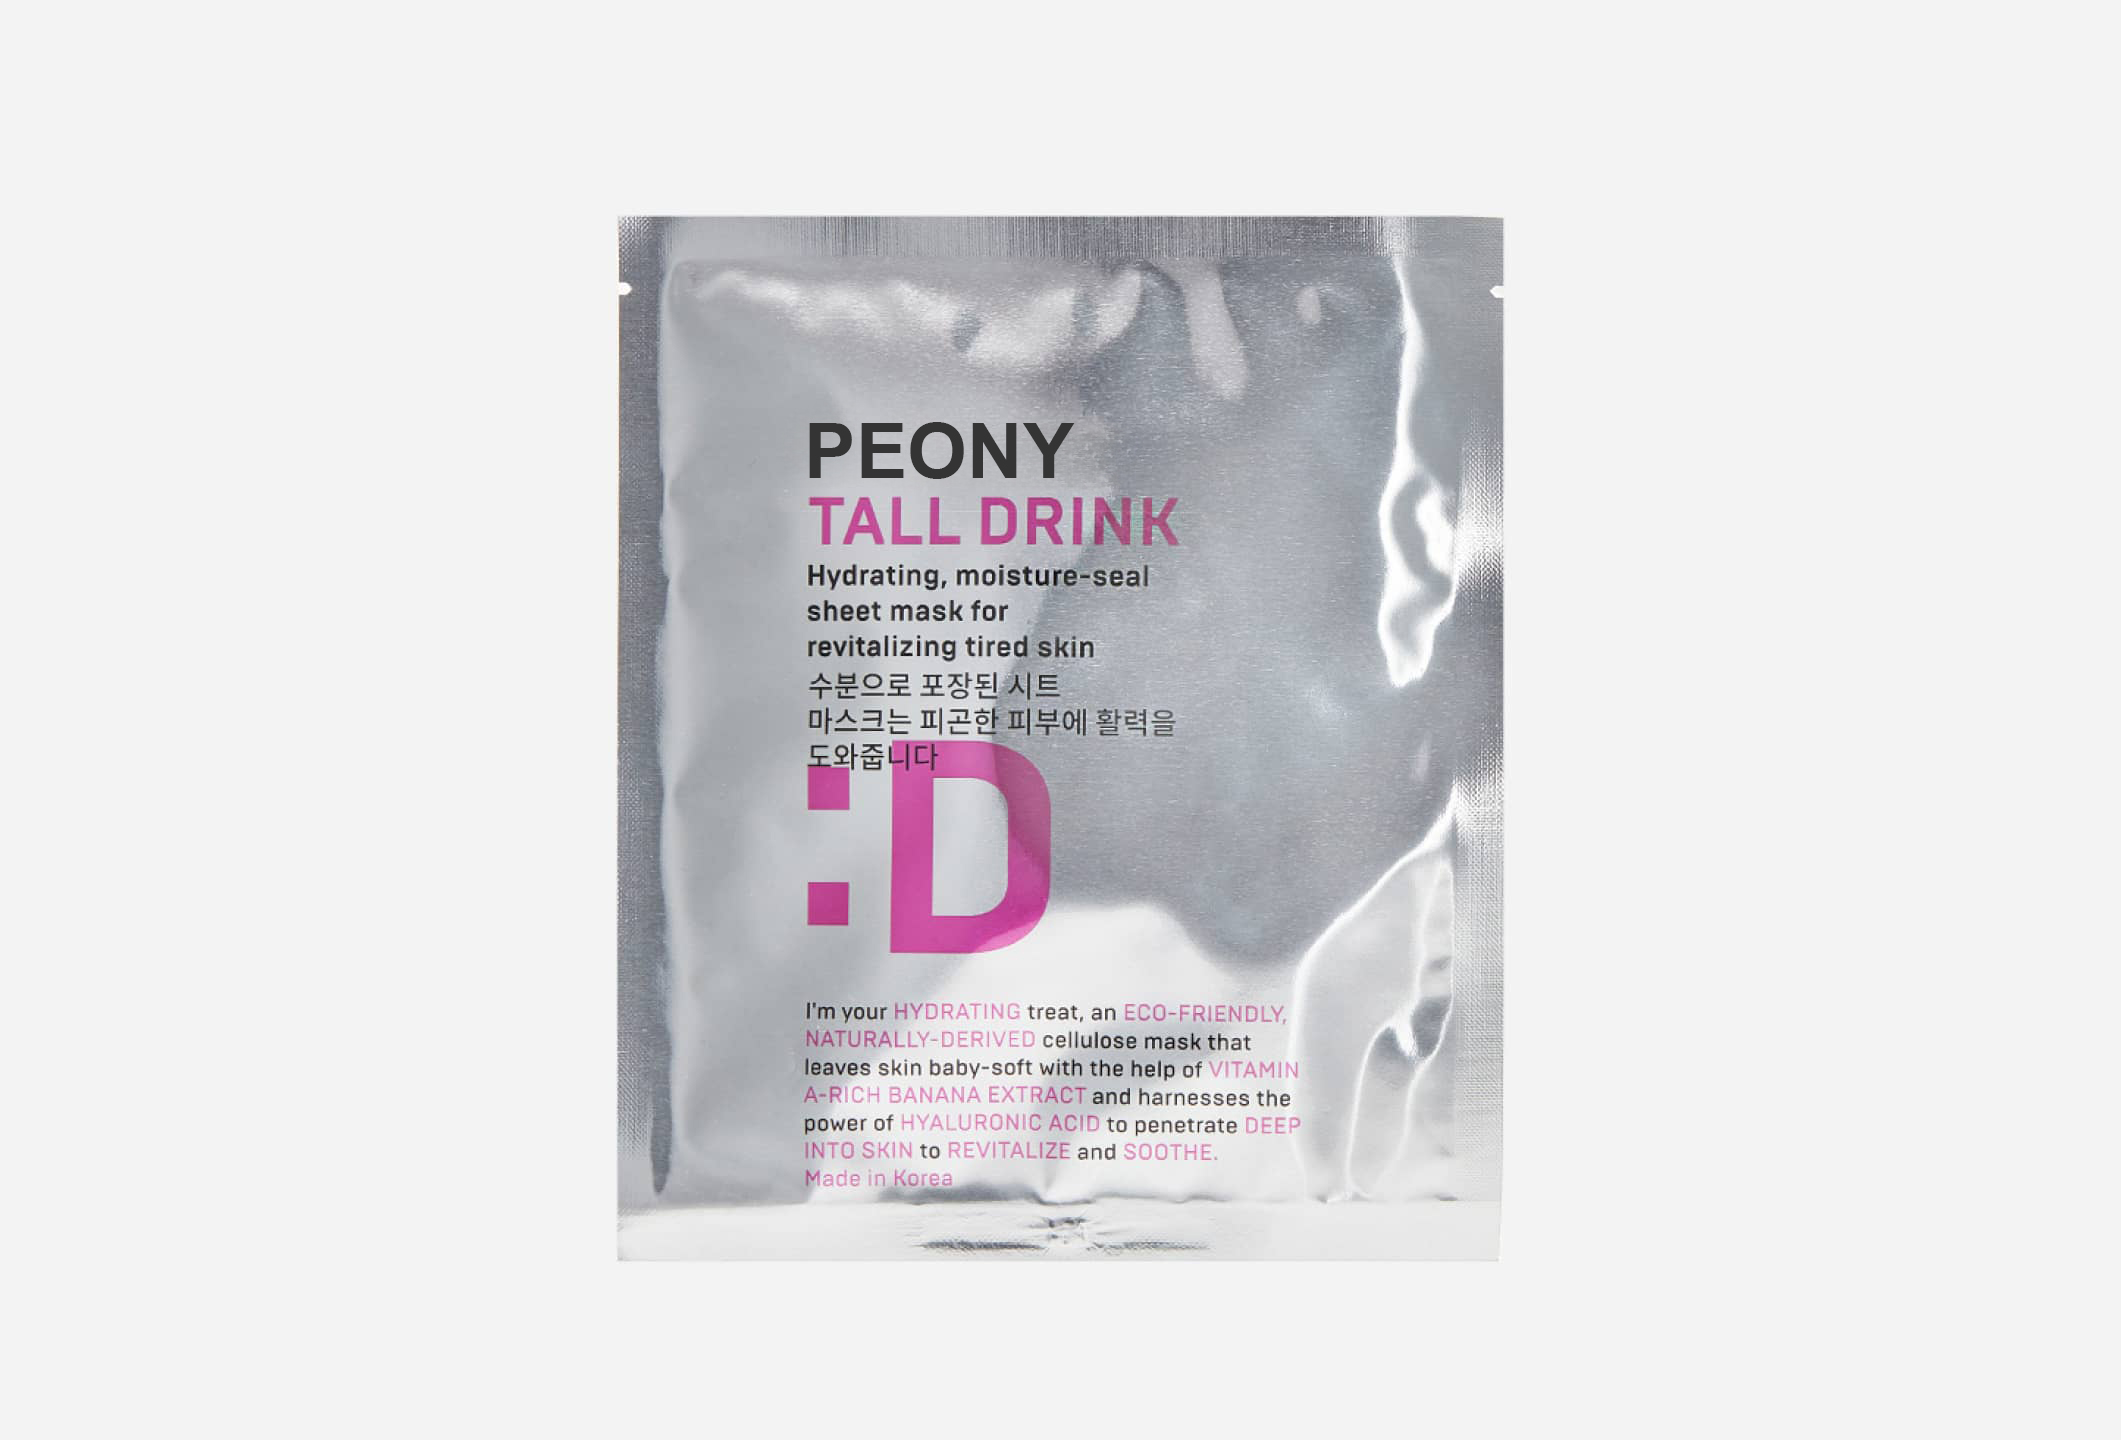 PEONY
TALL DRINK
Hydrating, moisture-seal
sheet mask for
revitalizing tired skin
수분으로 포장된 시트
마스크는 피곤한 피부에 활력을
도와줍니다
:D
I'm your HYDRATING treat, an ECO-FRIENDLY,
NATURALLY-DERIVED cellulose mask that
leaves skin baby-soft with the help of VITAMIN
A-RICH BANANA EXTRACT and harnesses the
power of HYALURONIC ACID to penetrate DEEP
INTO SKIN to REVITALIZE and SOOTHE.
Made in Korea